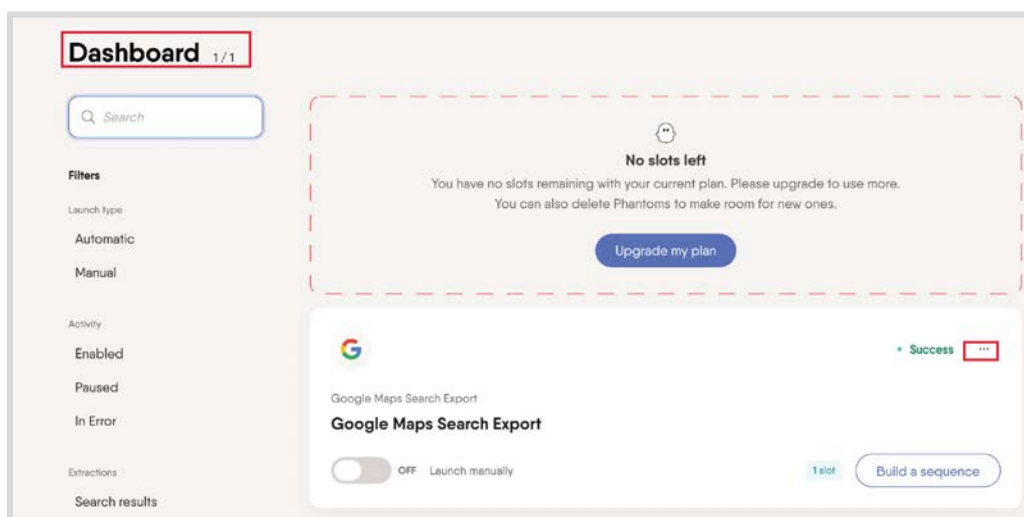 Dashboard 1/1
Search
Filters
Launch type
Automatic
Manual
Activity
Enabled
Paused
In Error
Extractions
Search results
No slots left
You have no slots remaining with your current plan. Please upgrade to use more.
You can also delete Phantoms to make room for new ones.
Upgrade my plan
Success ...
Google Maps Search Export
Google Maps Search Export
OFF Launch manually 1 slot Build a sequence